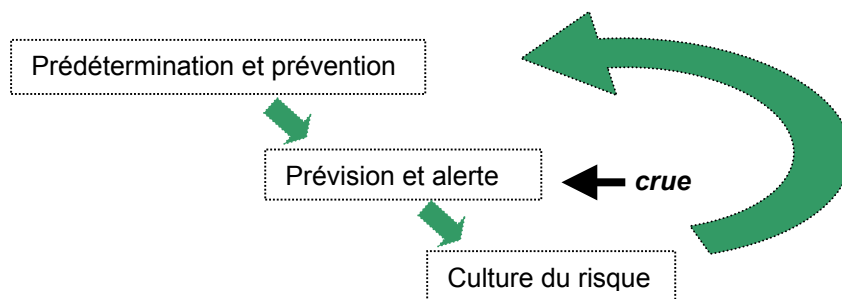 Prédétermination et prévention
Prévision et alerte
crue
Culture du risque